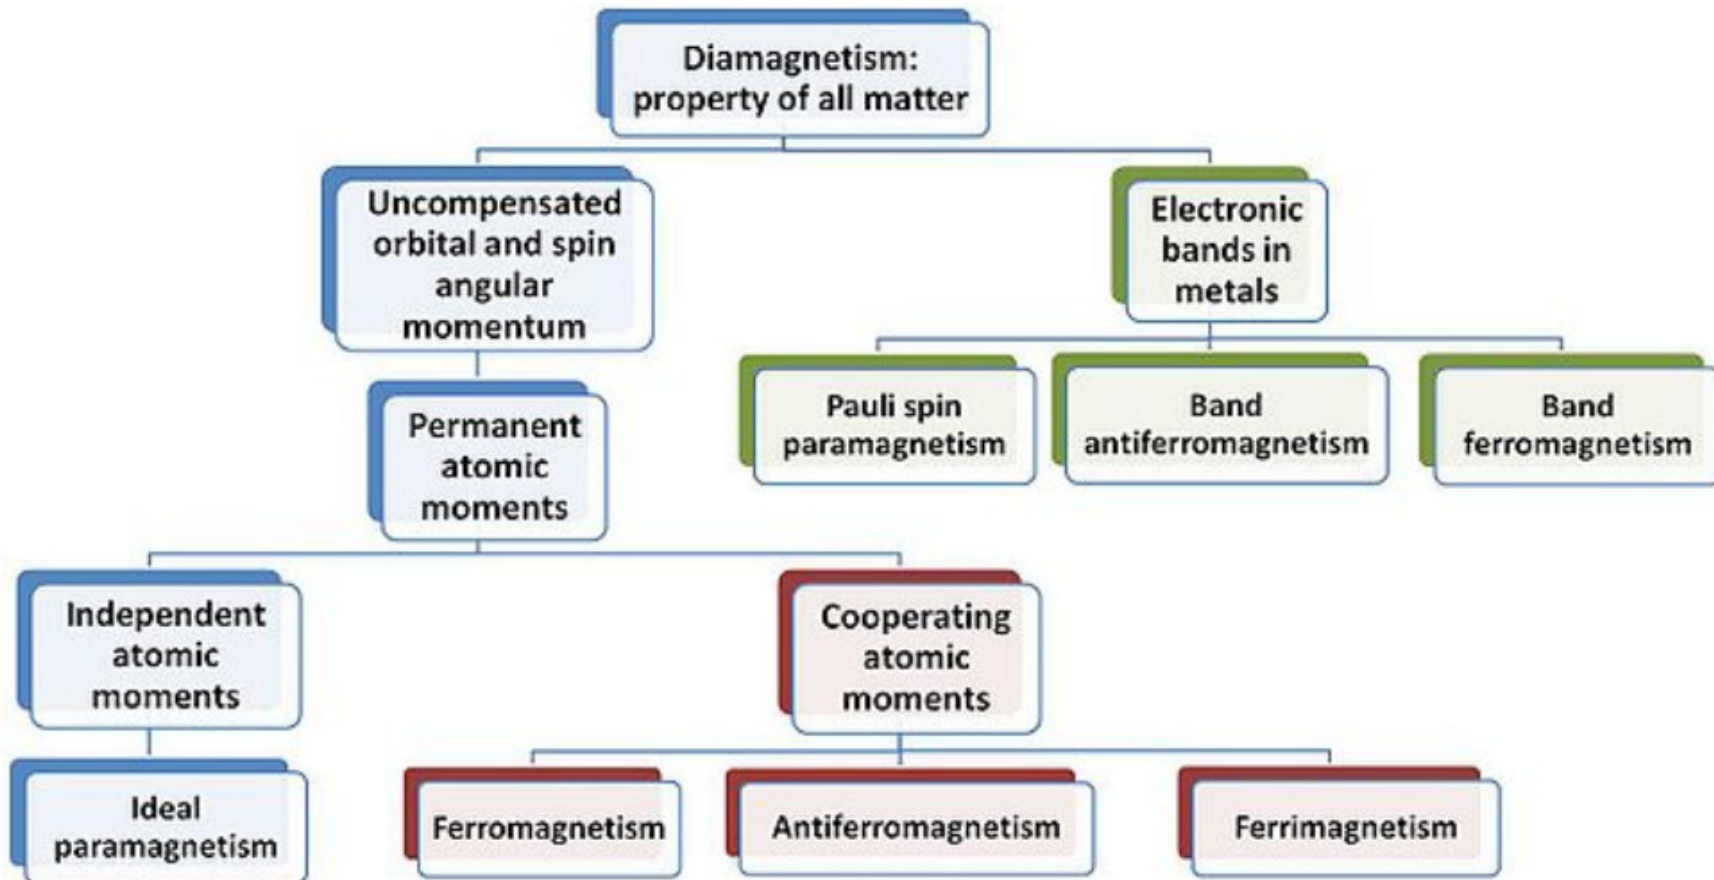 Diamagnetism:
property of all matter
Uncompensated
orbital and spin
angular
momentum
Electronic
bands in
metals
Permanent
atomic
moments
Pauli spin
paramagnetism
Band
antiferromagnetism
Band
ferromagnetism
Independent
atomic
moments
Cooperating
atomic
moments
Ideal
paramagnetism
Ferromagnetism
Antiferromagnetism
Ferrimagnetism